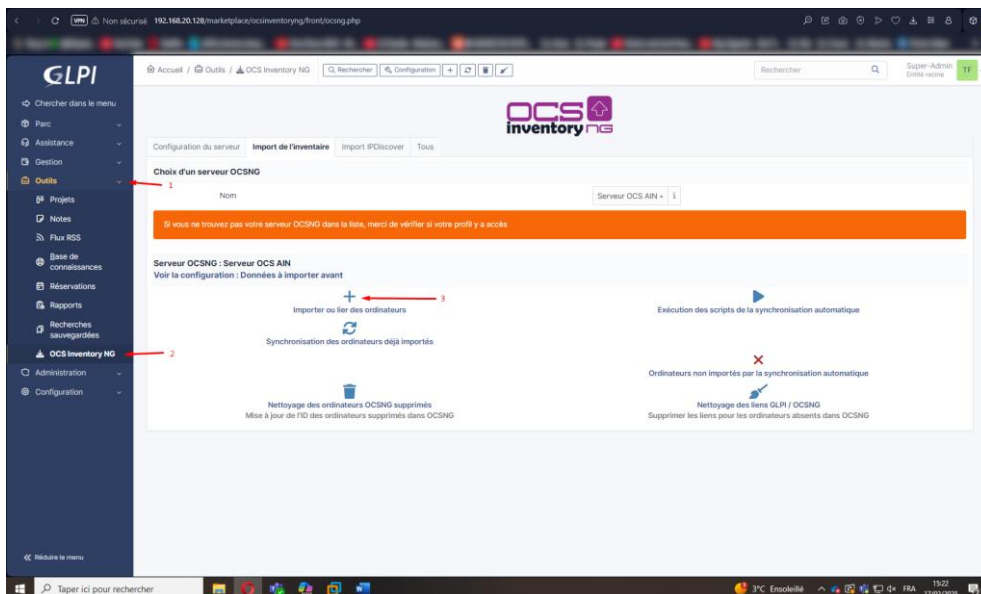 VPN Non sécurisé 192.168.20.128/marketplace/ocsinventoryng/front/ocsng.php
GLPI
Accueil / Outils / OCS Inventory NG Rechercher Configuration
Rechercher
Super-Admin
Entité racine
TF
Chercher dans le menu
Parc
Assistance
Gestion
Outils
1
Projets
Notes
Flux RSS
Base de
connaissances
Réservations
Rapports
Recherches
sauvegardées
OCS Inventory NG
2
Administration
Configuration
Réduire le menu
OCS
inventory NG
Configuration du serveur Import de l'inventaire Import IPDiscover Tous
Choix d'un serveur OCSNG
Nom Serveur OCS AIN i
Si vous ne trouvez pas votre serveur OCSNG dans la liste, merci de vérifier si votre profil y a accès
Serveur OCSNG : Serveur OCS AIN
Voir la configuration : Données à importer avant
3
Importer ou lier des ordinateurs Exécution des scripts de la synchronisation automatique
Synchronisation des ordinateurs déjà importés
Ordinateurs non importés par la synchronisation automatique
Nettoyage des ordinateurs OCSNG supprimés Nettoyage des liens GLPI / OCSNG
Mise à jour de l'ID des ordinateurs supprimés dans OCSNG Supprimer les liens pour les ordinateurs absents dans OCSNG
Taper ici pour rechercher
3°C Ensoleillé FRA 15:22